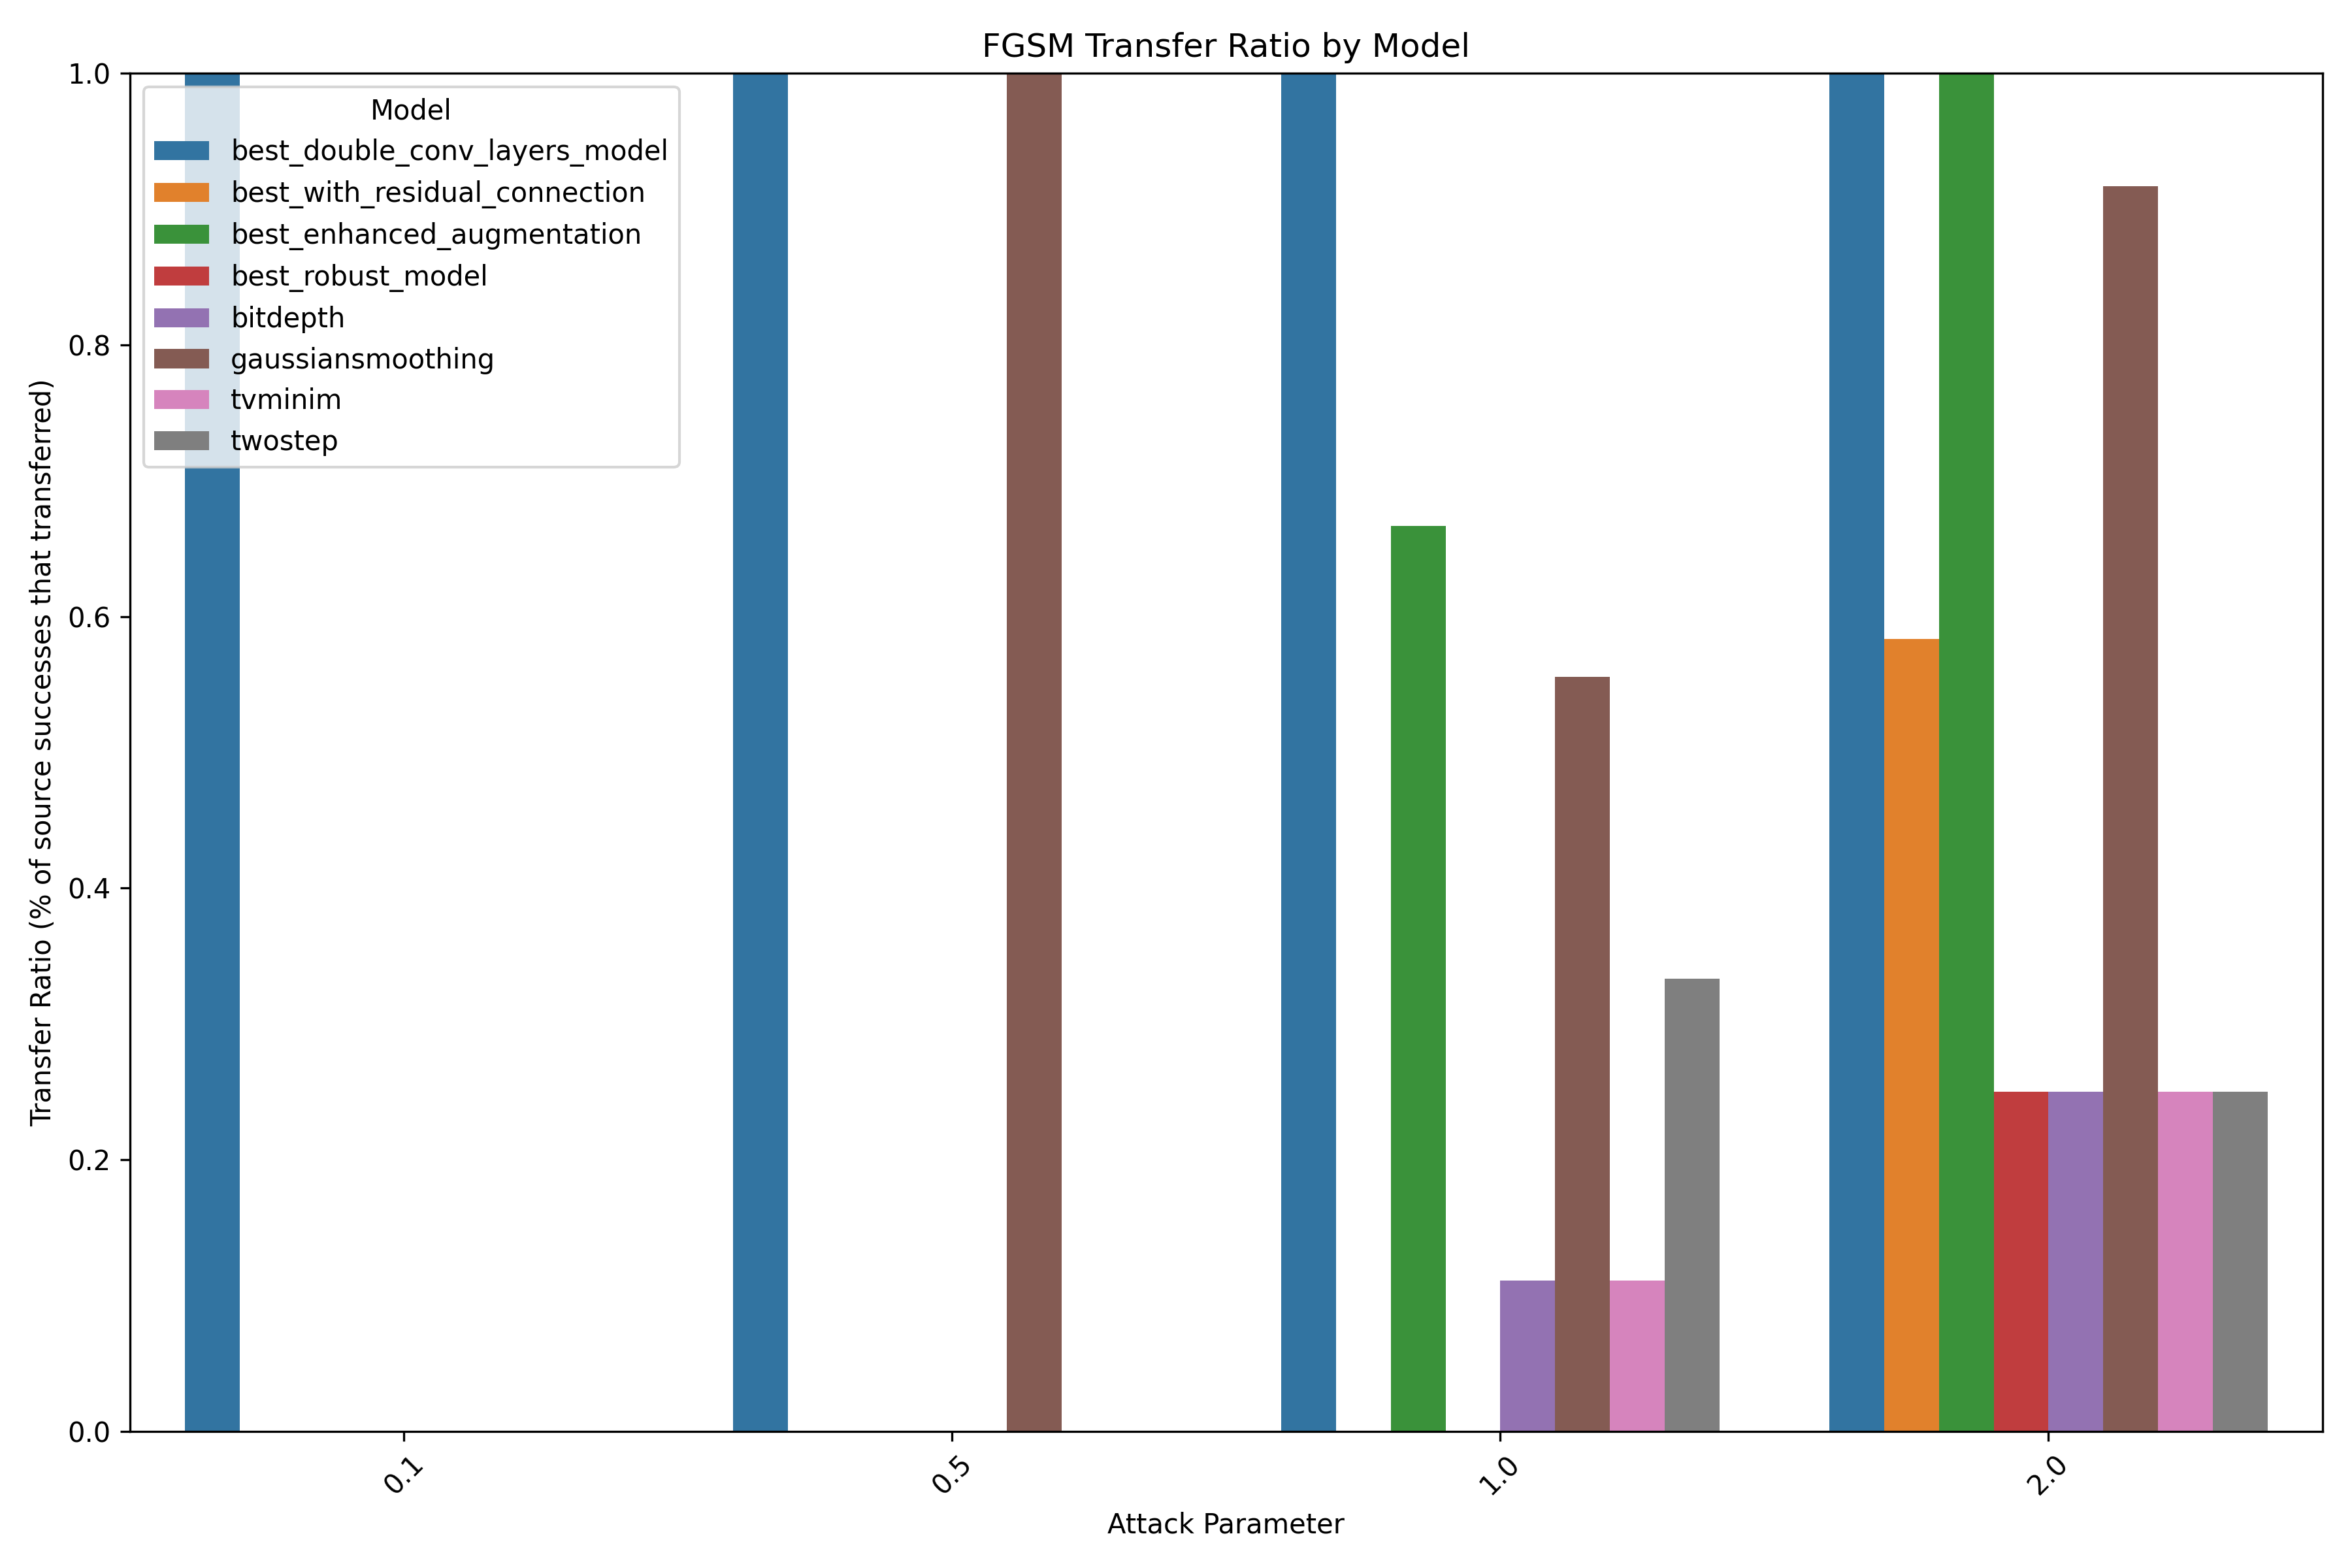 FGSM Transfer Ratio by Model
Transfer Ratio (% of source successes that transferred)
1.0
0.8
0.6
0.4
0.2
0.0
Model
best_double_conv_layers_model
best_with_residual_connection
best_enhanced_augmentation
best_robust_model
bitdepth
gaussiansmoothing
tvminim
twostep
0.1
0.5
1.0
2.0
Attack Parameter